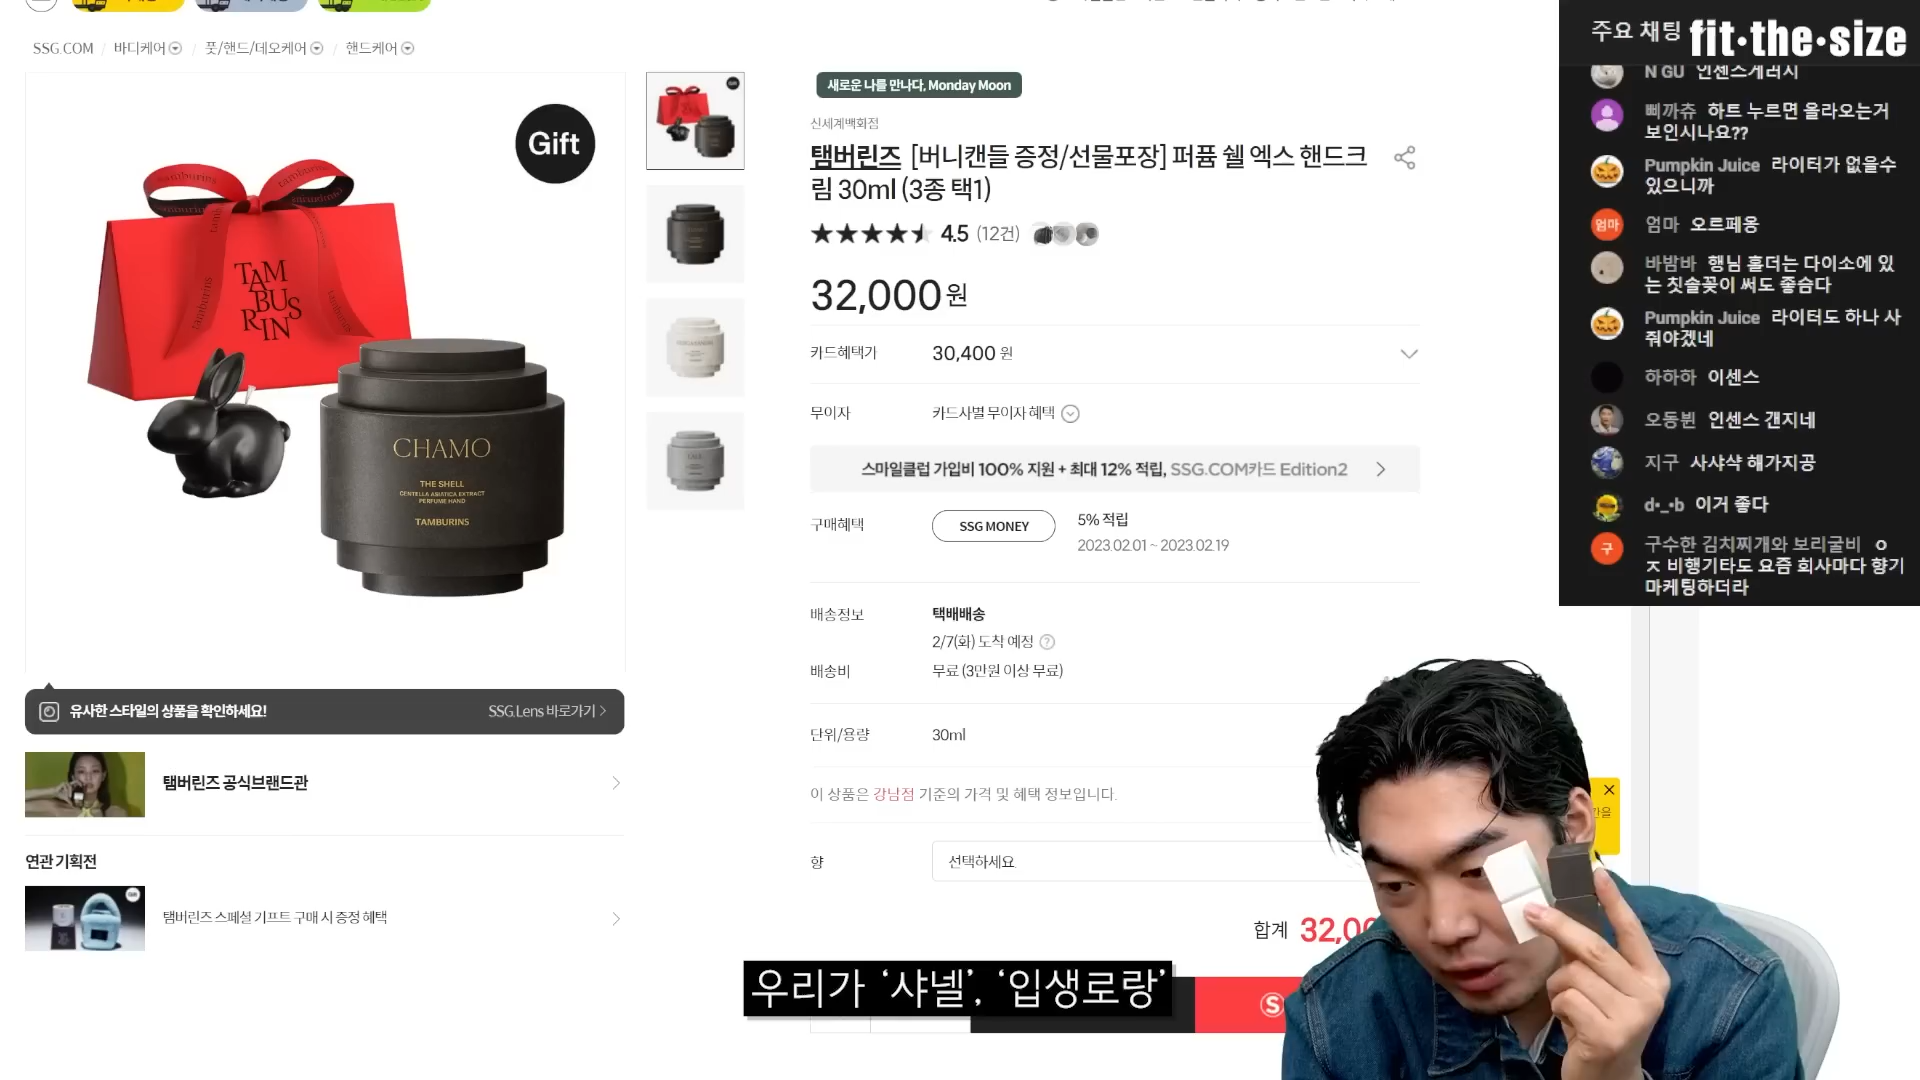 SSG.COM / 바디케어 / 풋/핸드/데오케어 / 핸드케어
Gift
tamburins
TAM
BUS
RIN
CHAMO
THE SHELL
CENTELLA ASIATICA EXTRACT
PERFUME HAND
TAMBURINS
유사한 스타일의 상품을 확인하세요!
SSG.Lens 바로가기
탬버린즈 공식브랜드관
연관 기획전
탬버린즈 스페셜 기프트 구매 시 증정 혜택
새로운 나를 만나다, Monday Moon
신세계백화점
탬버린즈 [버니캔들 증정/선물포장] 퍼퓸 쉘 엑스 핸드크
림 30ml (3종 택1)
4.5 (12건)
32,000원
카드혜택가 30,400 원
무이자 카드사별 무이자 혜택
스마일클럽 가입비 100% 지원 + 최대 12% 적립, SSG.COM카드 Edition2
구매혜택 SSG MONEY 5% 적립
2023.02.01 ~ 2023.02.19
배송정보 택배배송
2/7(화) 도착 예정
배송비 무료 (3만원 이상 무료)
단위/용량 30ml
이 상품은 강남점 기준의 가격 및 혜택 정보입니다.
향 선택하세요.
합계 32,00
우리가 ‘샤넬’, ‘입생로랑’
주요 채팅
fit·the·size
N GU 인센스게러지
삐까츄 하트 누르면 올라오는거
보인시나요??
Pumpkin Juice 라이터가 없을수
있으니까
엄마 엄마 오르페옹
바밤바 행님 홀더는 다이소에 있
는 칫솔꽂이 써도 좋습다
Pumpkin Juice 라이터도 하나 사
줘야겠네
하하하 이센스
오동뷘 인센스 갠지네
지구 사샤샥 해가지공
d•_•b 이거 좋다
구 구수한 김치찌개와 보리굴비 ㅇ
ㅈ 비행기타도 요즘 회사마다 향기
마케팅하더라